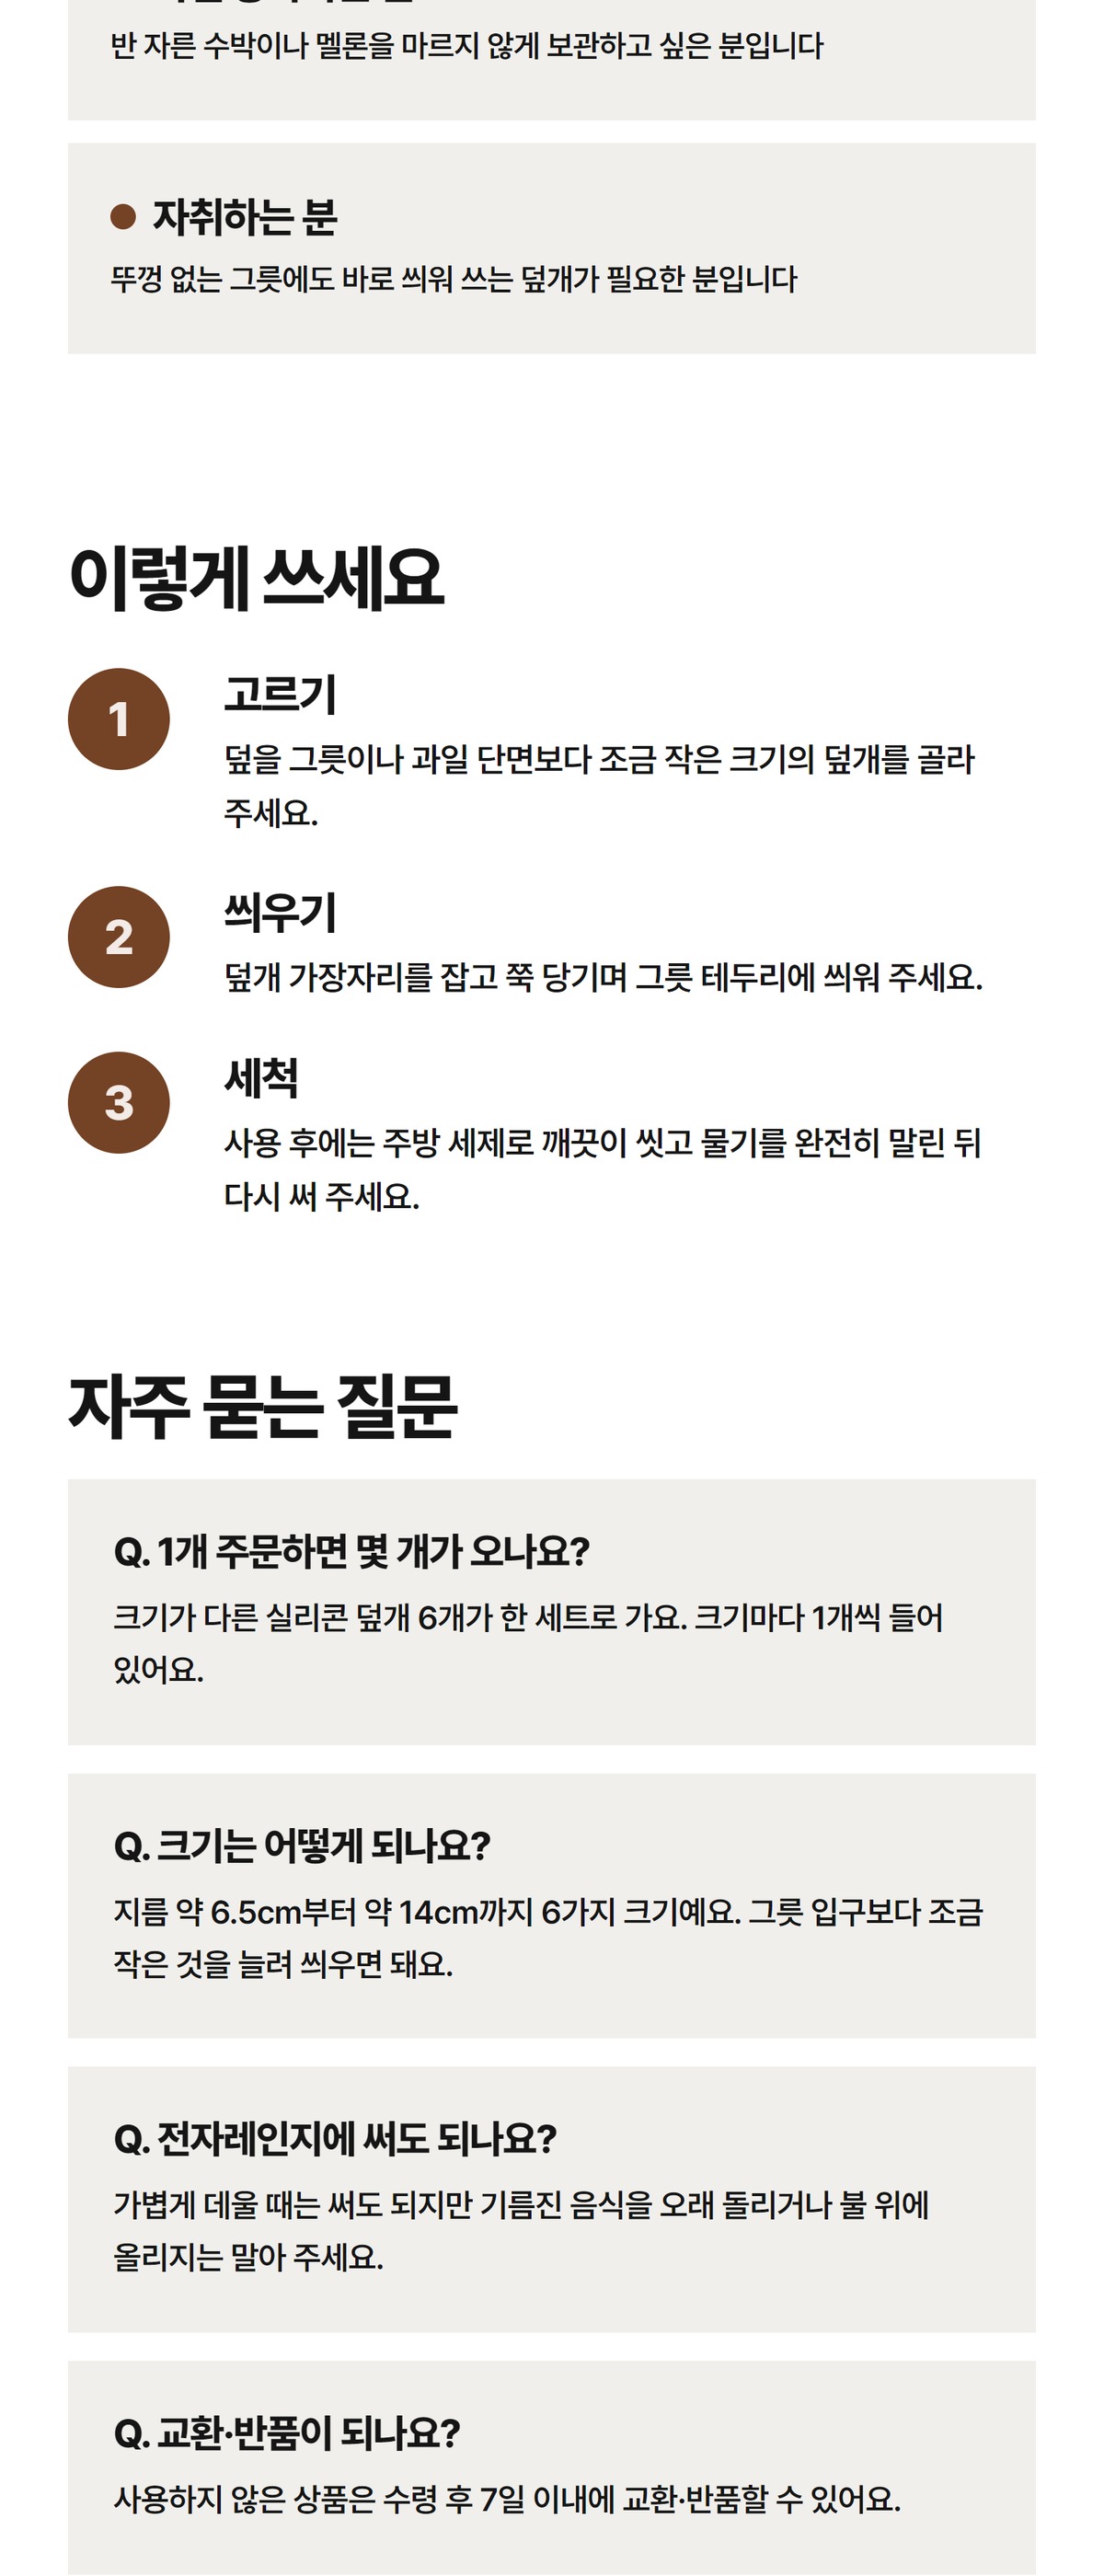 반 자른 수박이나 멜론을 마르지 않게 보관하고 싶은 분입니다
자취하는 분
뚜껑 없는 그릇에도 바로 씌워 쓰는 덮개가 필요한 분입니다
이렇게 쓰세요
1
고르기
덮을 그릇이나 과일 단면보다 조금 작은 크기의 덮개를 골라
주세요.
2
씌우기
덮개 가장자리를 잡고 쭉 당기며 그릇 테두리에 씌워 주세요.
3
세척
사용 후에는 주방 세제로 깨끗이 씻고 물기를 완전히 말린 뒤
다시 써 주세요.
자주 묻는 질문
Q. 1개 주문하면 몇 개가 오나요?
크기가 다른 실리콘 덮개 6개가 한 세트로 가요. 크기마다 1개씩 들어
있어요.
Q. 크기는 어떻게 되나요?
지름 약 6.5cm부터 약 14cm까지 6가지 크기예요. 그릇 입구보다 조금
작은 것을 늘려 씌우면 돼요.
Q. 전자레인지에 써도 되나요?
가볍게 데울 때는 써도 되지만 기름진 음식을 오래 돌리거나 불 위에
올리지는 말아 주세요.
Q. 교환·반품이 되나요?
사용하지 않은 상품은 수령 후 7일 이내에 교환·반품할 수 있어요.